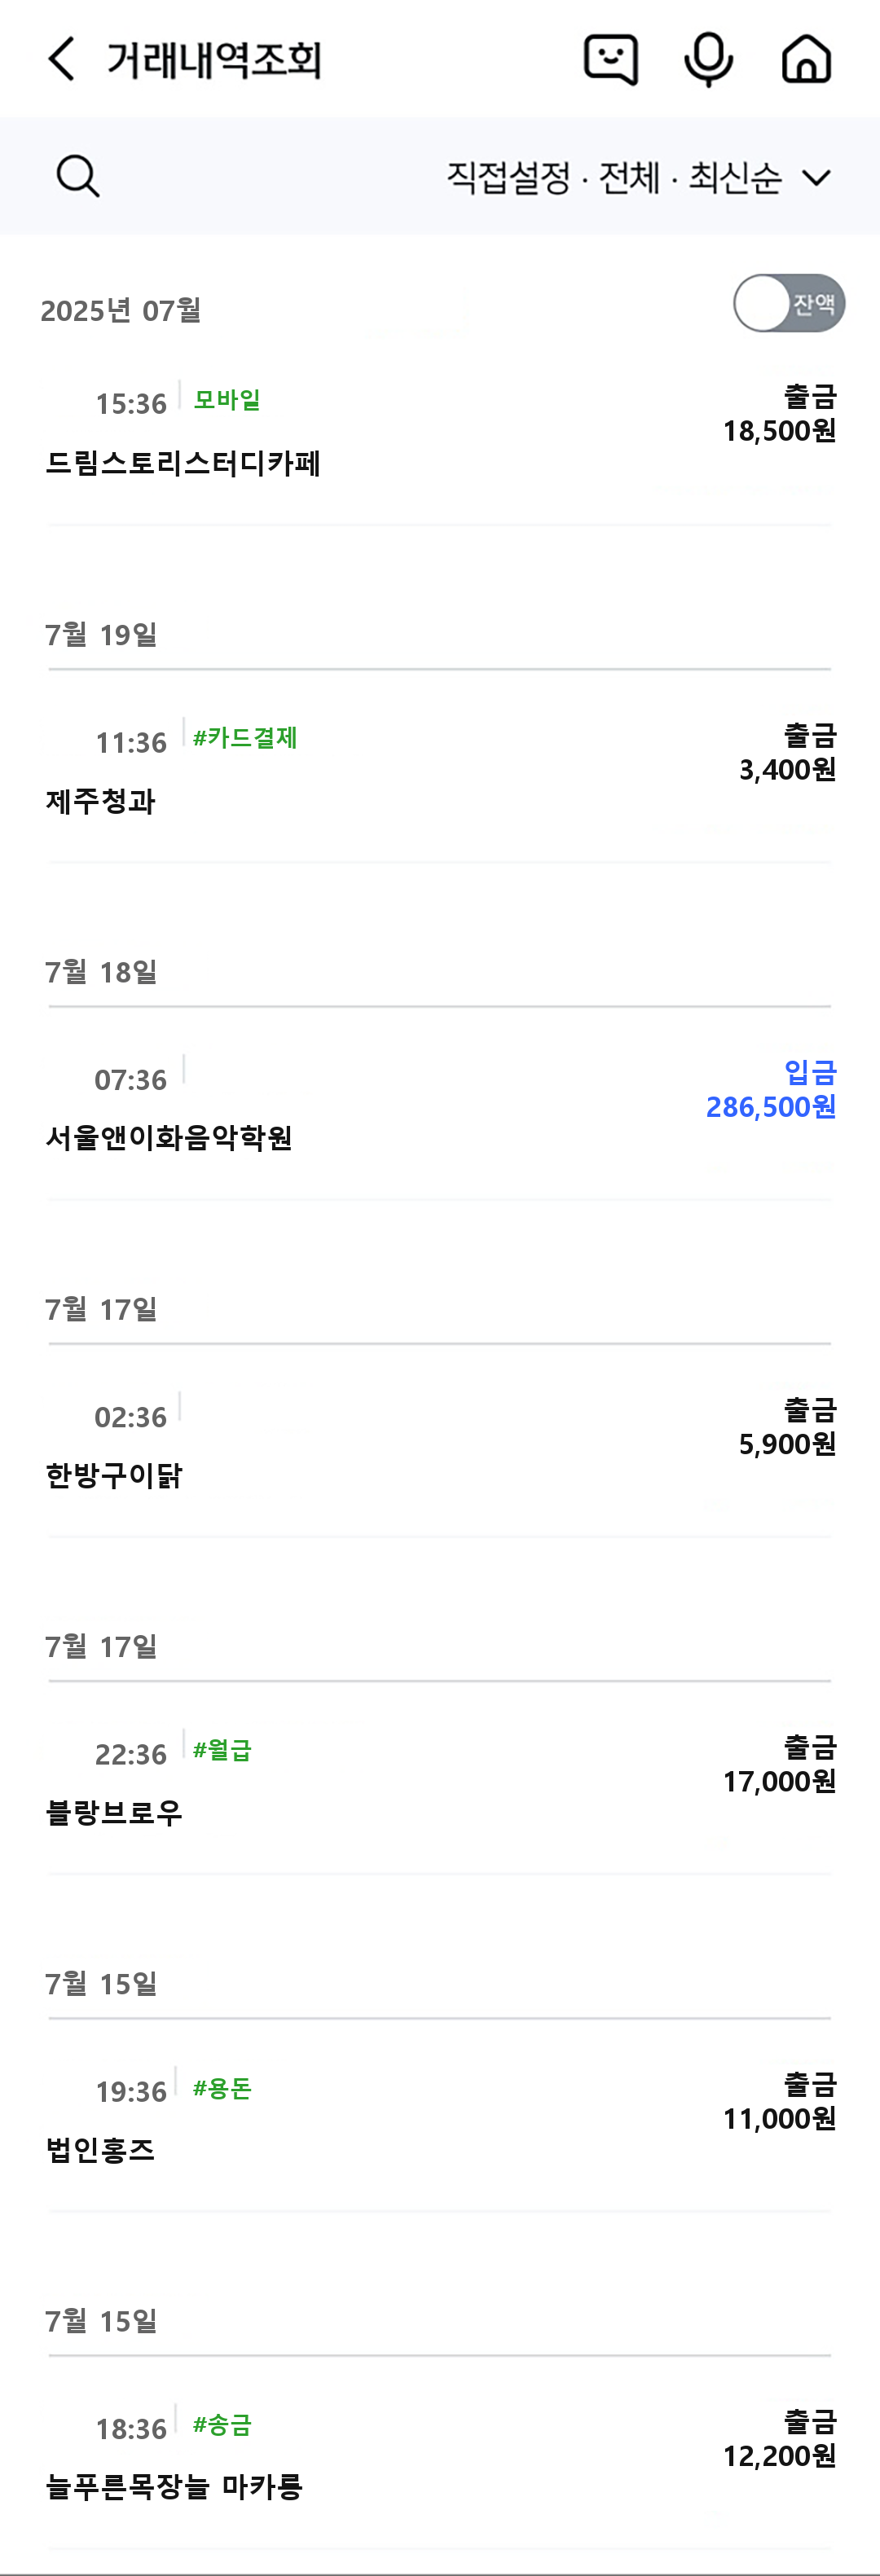 거래내역조회
직접설정 · 전체 · 최신순
2025년 07월
잔액
15:36 모바일
출금
18,500원
드림스토리스터디카페
7월 19일
11:36 #카드결제
출금
3,400원
제주청과
7월 18일
07:36
입금
286,500원
서울앤이화음악학원
7월 17일
02:36
출금
5,900원
한방구이닭
7월 17일
22:36 #월급
출금
17,000원
블랑브로우
7월 15일
19:36 #용돈
출금
11,000원
법인홍즈
7월 15일
18:36 #송금
출금
12,200원
늘푸른목장늘 마카롱